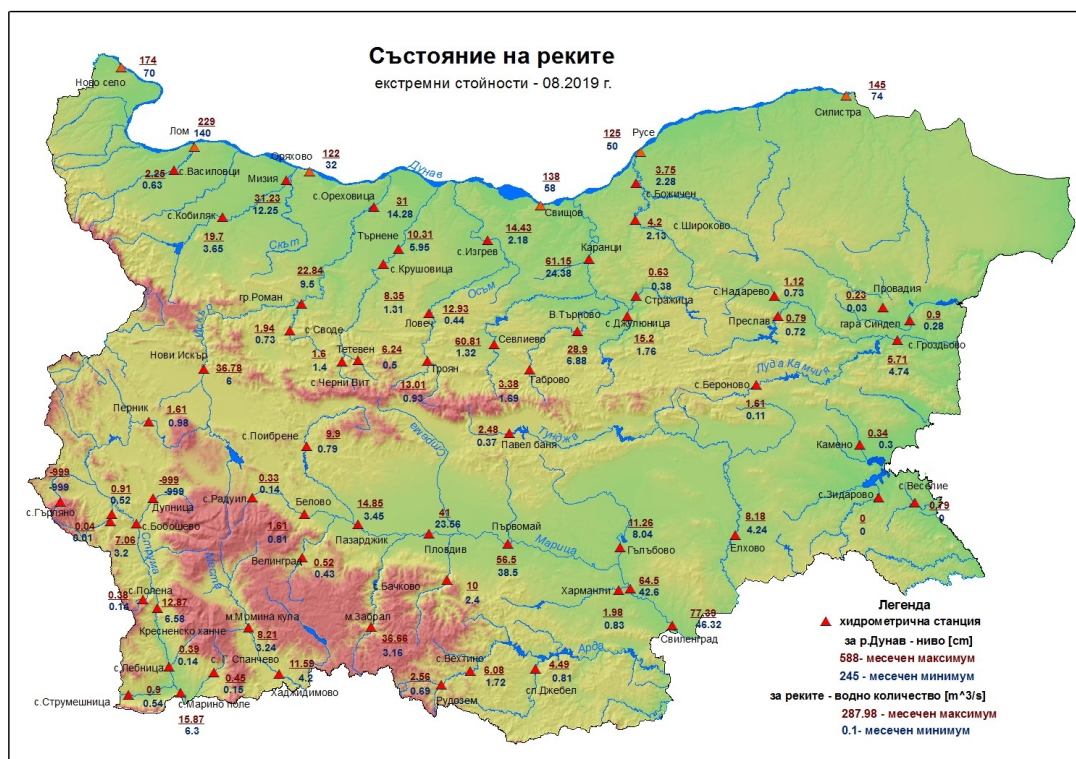 Състояние на реките
екстремни стойности - 08.2019 г.
174
70
Ново село
229
Лом
140
с.Василовци
2.25
0.63
Оряхово
122
32
Мизия
31.23
12.25
с.Кобиляк
19.7
3.65
Скът
Дунав
с.Ореховица
31
14.28
Търнене
10.31
5.95
с.Крушовица
8.35
1.31
138
58
Свищов
14.43
2.18
с.Изгрев
125
Русе
50
3.75
2.28
с.Божичен
4.2
2.13
с.Широково
145
74
Силистра
Каранци
61.15
24.38
22.84
9.5
гр.Роман
Искър
Осъм
12.93
0.44
Ловеч
0.63
0.38
Стражица
с.Надарево
1.12
0.73
Провадия
0.23
0.03
1.94
0.73
с.Своде
60.81
1.32
Севлиево
В.Търново
28.9
6.88
с.Джулюница
15.2
1.76
Преслав
0.79
0.72
гара Синдел
0.9
0.28
с.Гроздьово
5.71
4.74
Нови Искър
36.78
6
1.6
1.4
с.Черни Вит
Тетевен
6.24
0.5
13.01
0.93
Троян
3.38
1.69
Габрово
Луда Камчия
с.Бероново
1.61
0.11
Перник
1.61
0.98
с.Поибрене
9.9
0.79
Стряма
2.48
0.37
Павел баня
Тунджа
Камено
0.34
0.3
-999
-999
с.Гърляно
0.91
0.52
-999
-999
Дупница
с.Радуил
0.33
0.14
Белово
1.61
0.81
14.85
3.45
Пазарджик
41
23.56
Пловдив
Първомай
56.5
38.5
Марица
11.26
8.04
Гълъбово
8.18
4.24
Елхово
с.Зидарово
0
0
с.Веселие
0.79
0
0.04
0.01
с.Бобошево
7.06
3.2
Струма
Места
Велинград
0.52
0.43
с.Бачково
10
2.4
Харманли
1.98
0.83
64.5
42.6
77.39
46.32
Свиленград
с.Полена
0.38
0.14
12.87
6.58
Кресненско ханче
м.Момина кула
8.21
3.24
м.Забрал
36.66
3.16
с.Лебница
0.39
0.14
с. Г. Спанчево
0.45
0.15
11.59
4.2
Хаджидимово
с.Вехтино
6.08
1.72
2.56
0.69
Рудозем
Арда
4.49
0.81
сл.Джебел
с.Струмешница
0.9
0.54
с.Марино поле
15.87
6.3
Легенда
хидрометрична станция
за р.Дунав - ниво [cm]
588- месечен максимум
245 - месечен минимум
за реките - водно количество [m^3/s]
287.98 - месечен максимум
0.1- месечен минимум